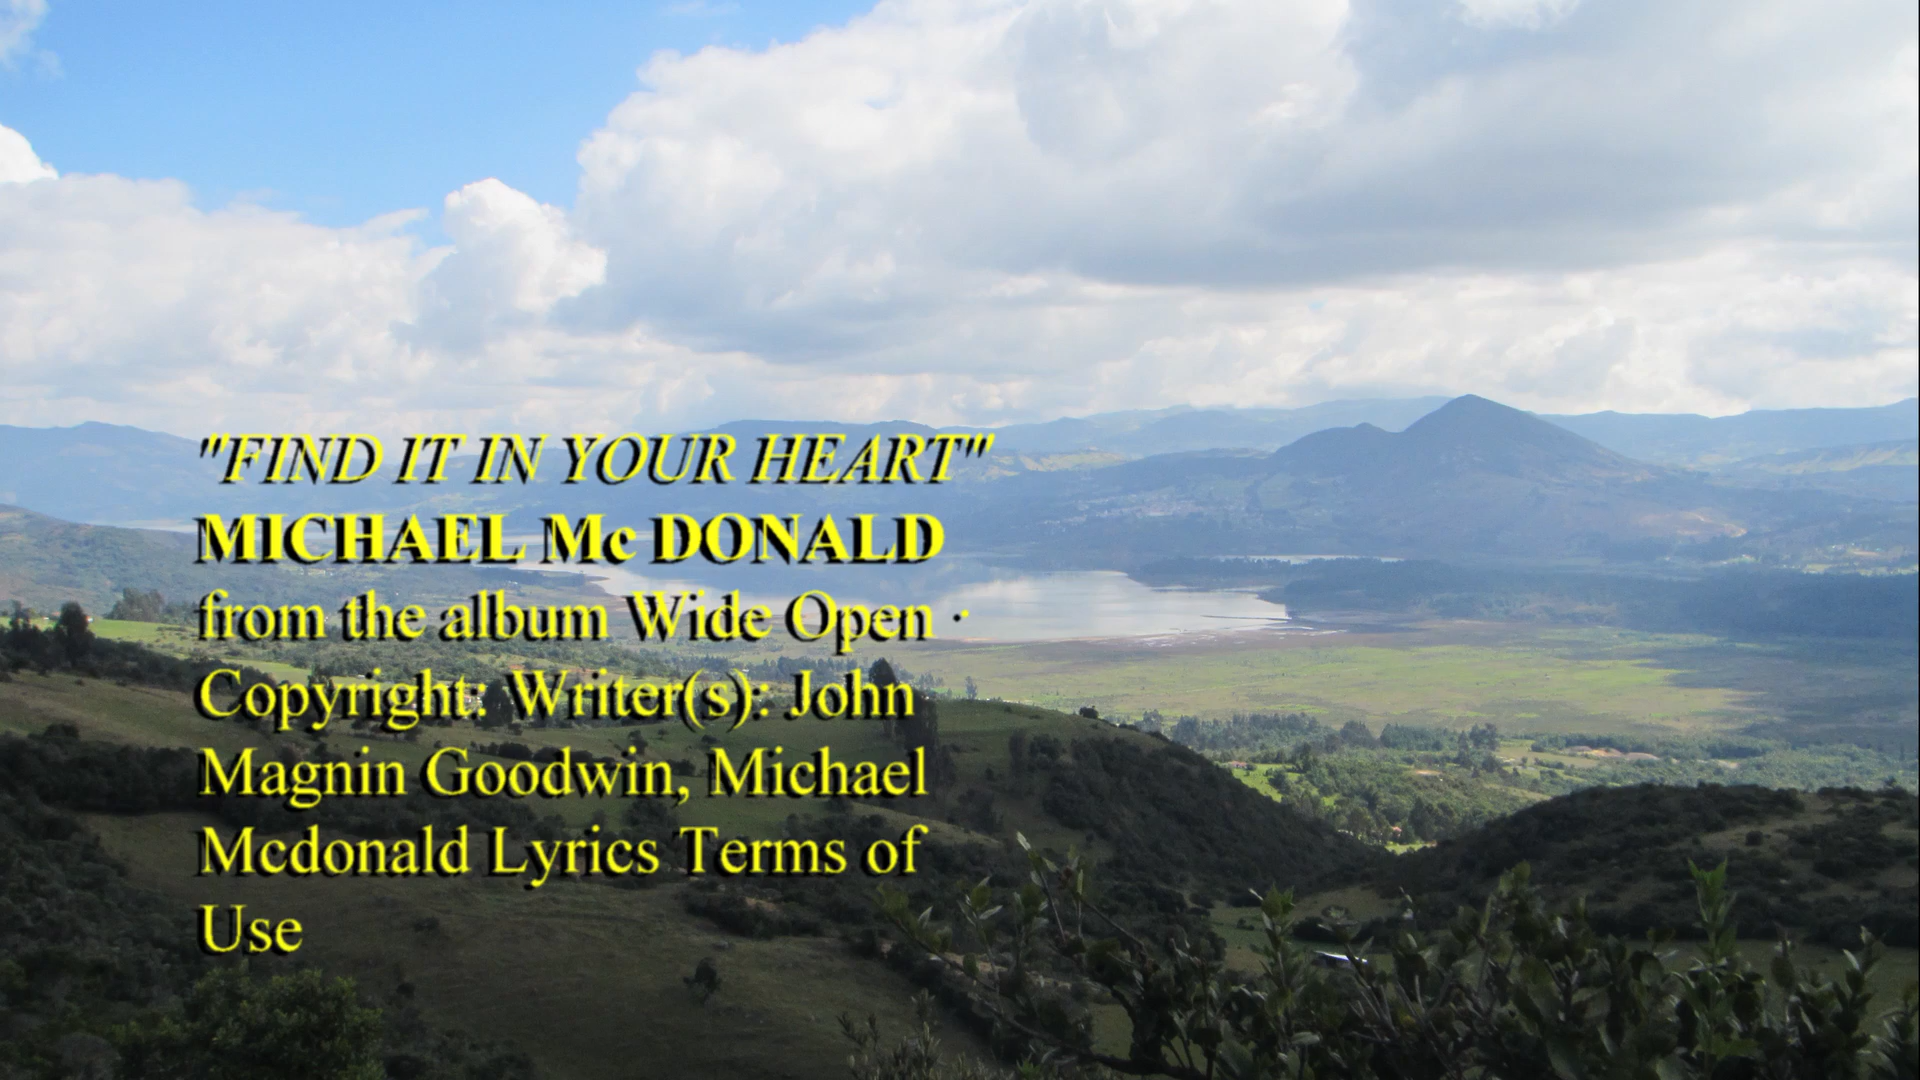 "FIND IT IN YOUR HEART"
MICHAEL Mc DONALD
from the album Wide Open ·
Copyright: Writer(s): John
Magnin Goodwin, Michael
Mcdonald Lyrics Terms of
Use